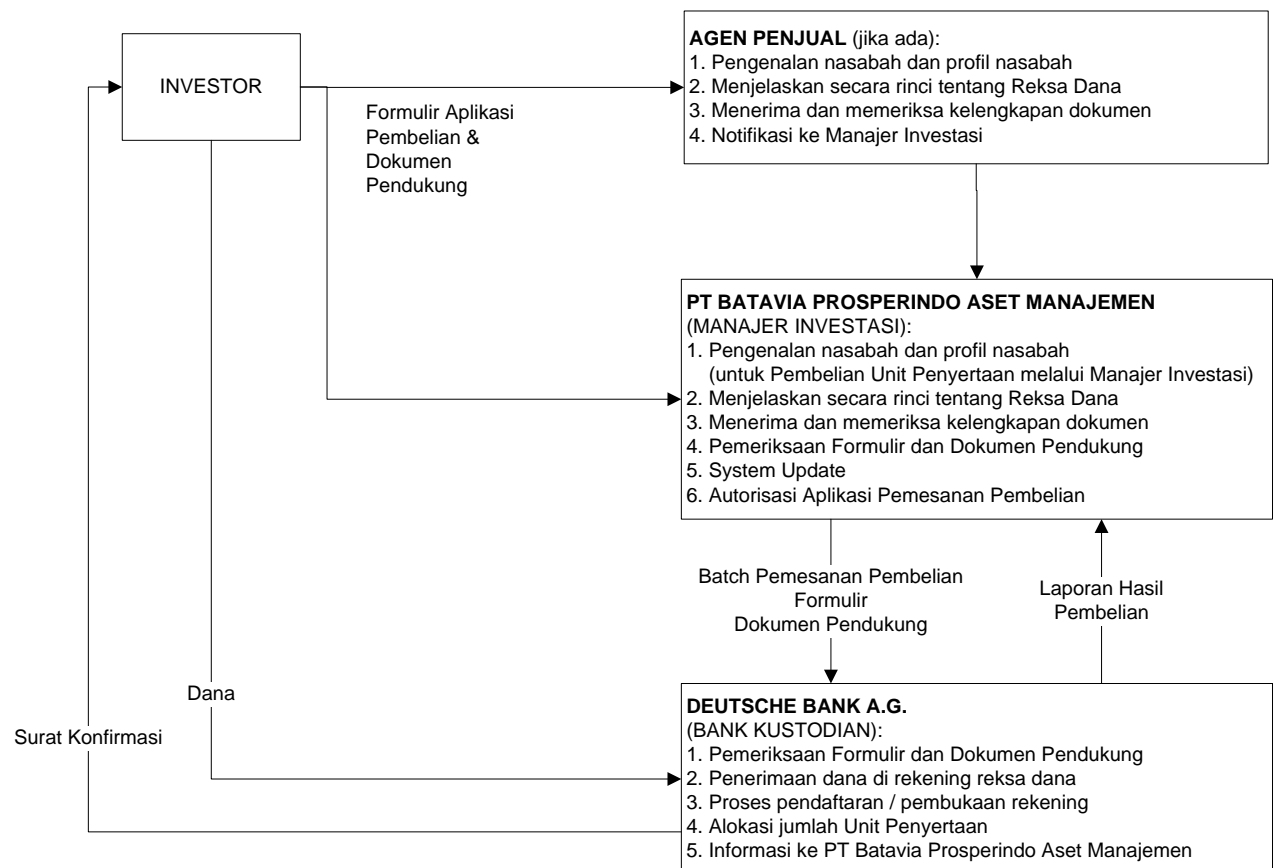 AGEN PENJUAL (jika ada):
1. Pengenalan nasabah dan profil nasabah
2. Menjelaskan secara rinci tentang Reksa Dana
3. Menerima dan memeriksa kelengkapan dokumen
4. Notifikasi ke Manajer Investasi
INVESTOR
Formulir Aplikasi
Pembelian &
Dokumen
Pendukung
PT BATAVIA PROSPERINDO ASET MANAJEMEN
(MANAJER INVESTASI):
1. Pengenalan nasabah dan profil nasabah
(untuk Pembelian Unit Penyertaan melalui Manajer Investasi)
2. Menjelaskan secara rinci tentang Reksa Dana
3. Menerima dan memeriksa kelengkapan dokumen
4. Pemeriksaan Formulir dan Dokumen Pendukung
5. System Update
6. Autorisasi Aplikasi Pemesanan Pembelian
Batch Pemesanan Pembelian
Formulir
Dokumen Pendukung
Laporan Hasil
Pembelian
Dana
Surat Konfirmasi
DEUTSCHE BANK A.G.
(BANK KUSTODIAN):
1. Pemeriksaan Formulir dan Dokumen Pendukung
2. Penerimaan dana di rekening reksa dana
3. Proses pendaftaran / pembukaan rekening
4. Alokasi jumlah Unit Penyertaan
5. Informasi ke PT Batavia Prosperindo Aset Manajemen